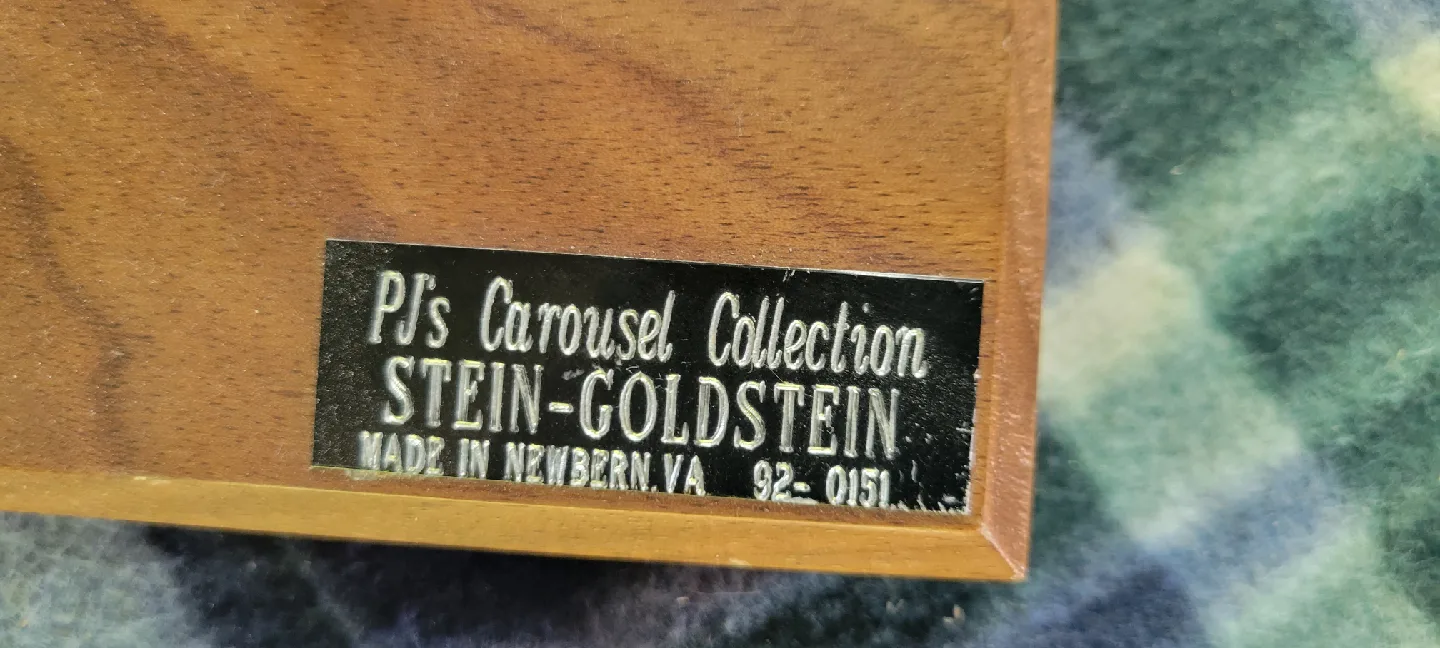 PJ's Carousel Collection
STEIN-GOLDSTEIN
MADE IN NEWBERN, VA 92-0151